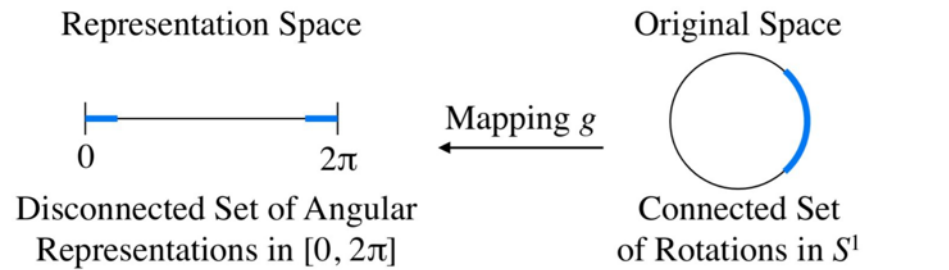 Representation Space
Original Space
Mapping g
0
2π
Disconnected Set of Angular
Representations in [0, 2π]
Connected Set
of Rotations in S¹